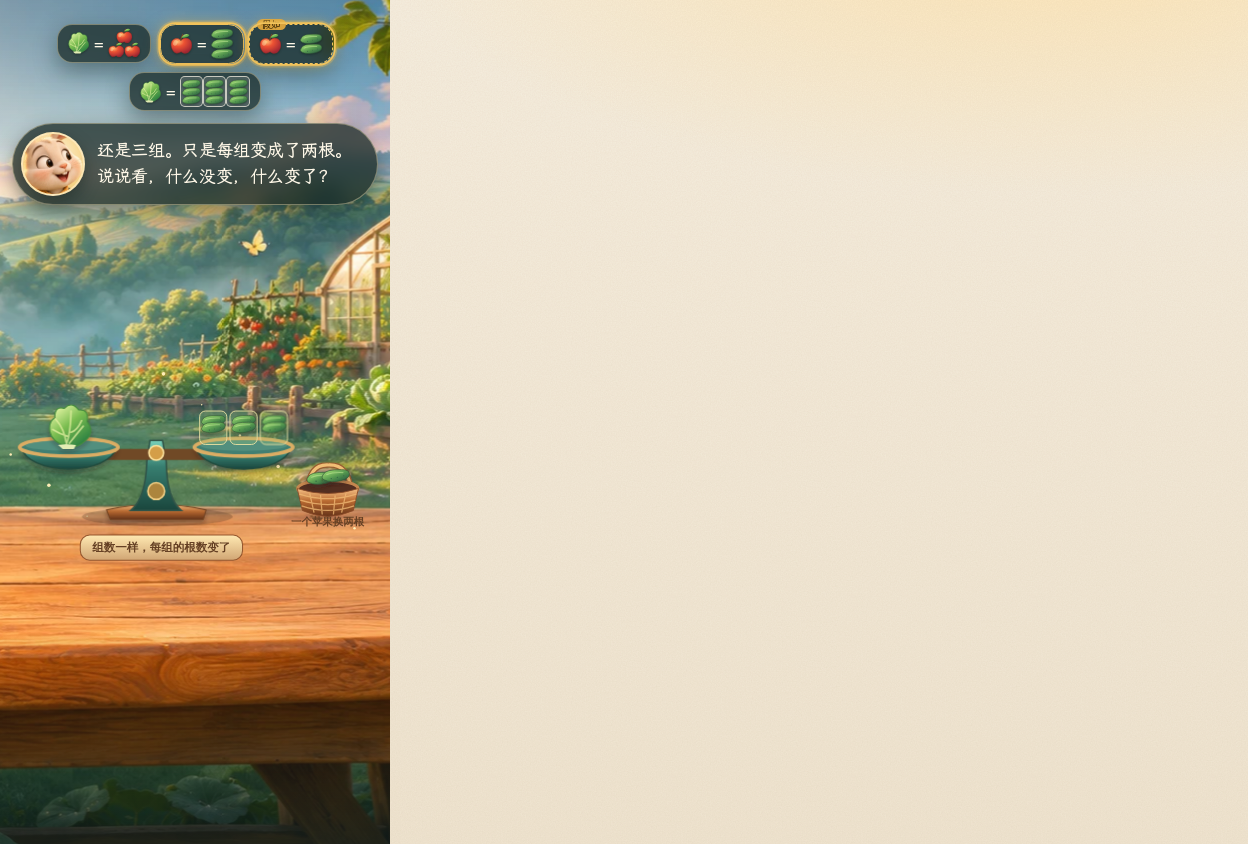 =
=
=
=
还是三组。只是每组变成了两根。
说说看，什么没变，什么变了？
一个苹果换两根
组数一样，每组的根数变了